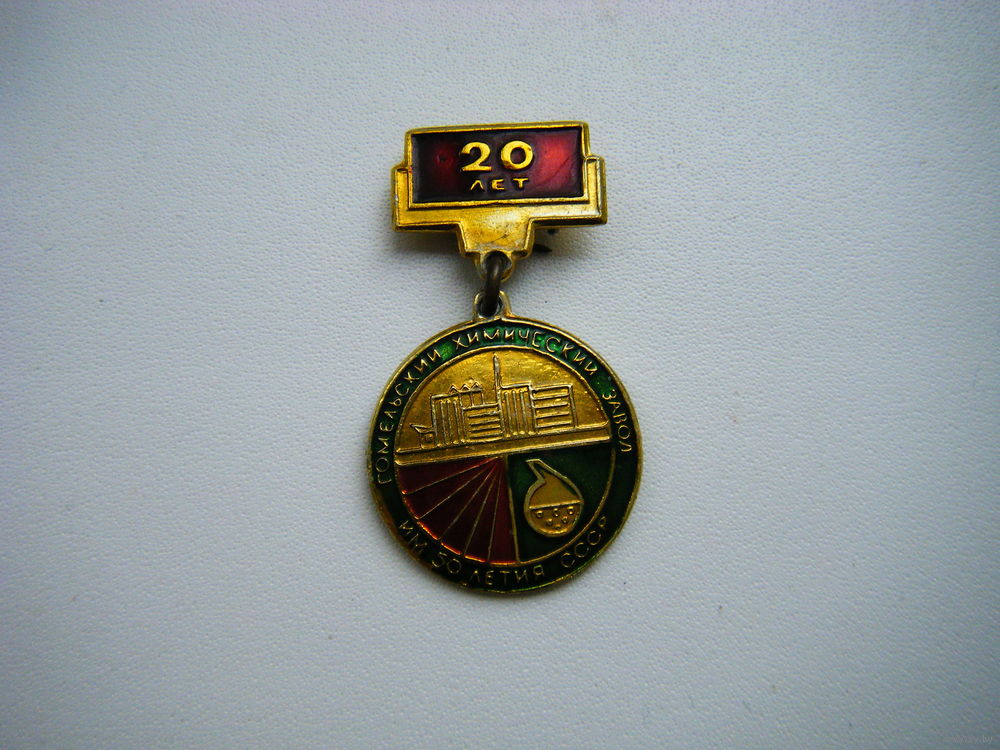 20
ЛЕТ
ГОМЕЛЬСКИЙ ХИМИЧЕСКИЙ ЗАВОД
ИМ 50 ЛЕТИЯ СССР